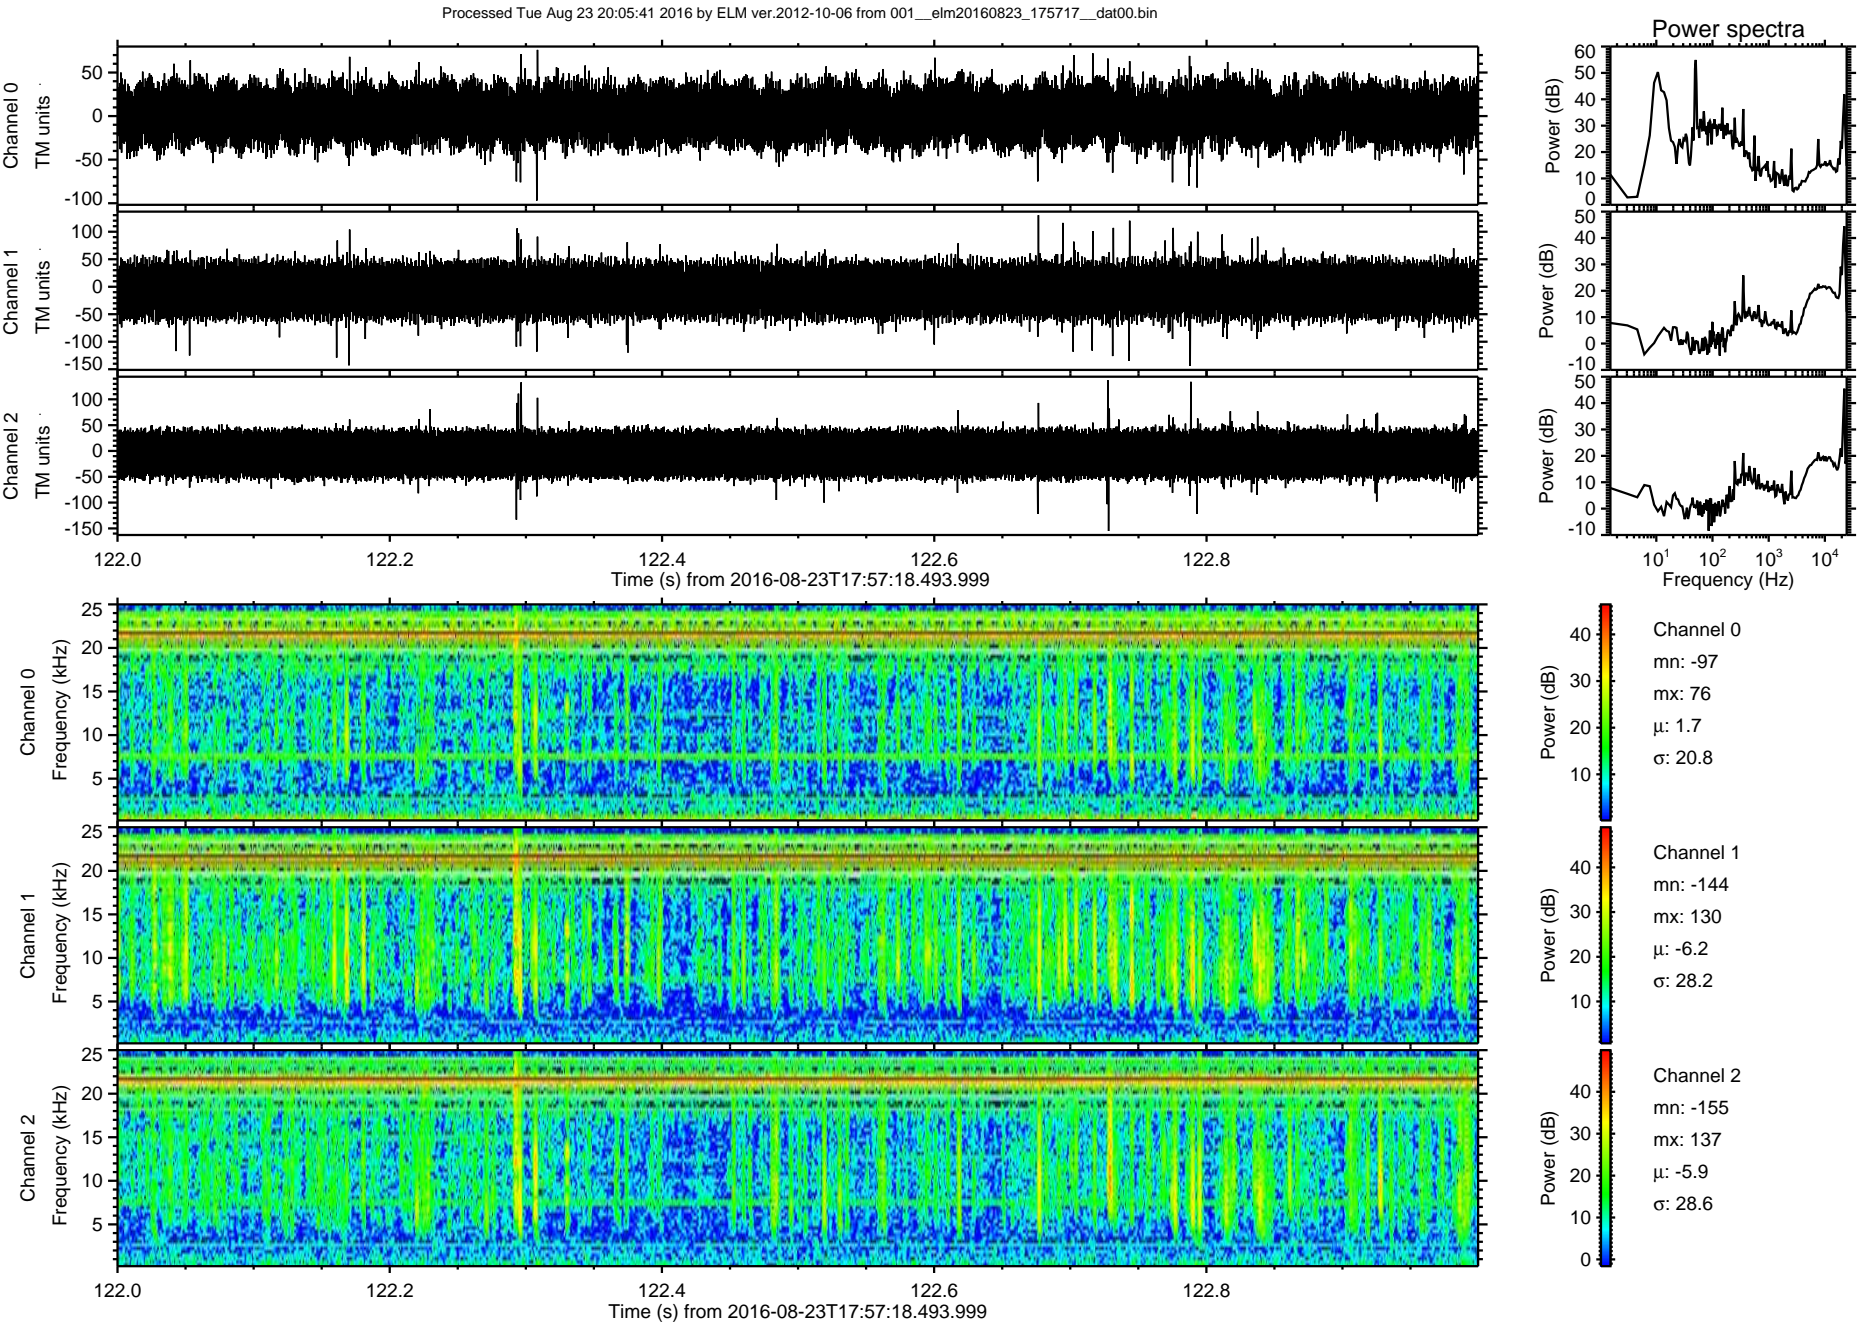 Processed Tue Aug 23 20:05:41 2016 by ELM ver.2012-10-06 from 001__elm20160823_175717__dat00.bin
Power spectra
Channel 0
TM units
50
0
-50
-100
Power (dB)
60
50
40
30
20
10
0
Channel 1
TM units
100
50
0
-50
-100
-150
Power (dB)
50
40
30
20
10
0
-10
Channel 2
TM units
100
50
0
-50
-100
-150
Power (dB)
50
40
30
20
10
0
-10
122.0 122.2 122.4 122.6 122.8
Time (s) from 2016-08-23T17:57:18.493.999
10¹ 10² 10³ 10⁴
Frequency (Hz)
Channel 0
Frequency (kHz)
25
20
15
10
5
Power (dB)
40
30
20
10
Channel 0
mn: -97
mx: 76
μ: 1.7
σ: 20.8
Channel 1
Frequency (kHz)
25
20
15
10
5
Power (dB)
40
30
20
10
Channel 1
mn: -144
mx: 130
μ: -6.2
σ: 28.2
Channel 2
Frequency (kHz)
25
20
15
10
5
Power (dB)
40
30
20
10
0
Channel 2
mn: -155
mx: 137
μ: -5.9
σ: 28.6
122.0 122.2 122.4 122.6 122.8
Time (s) from 2016-08-23T17:57:18.493.999